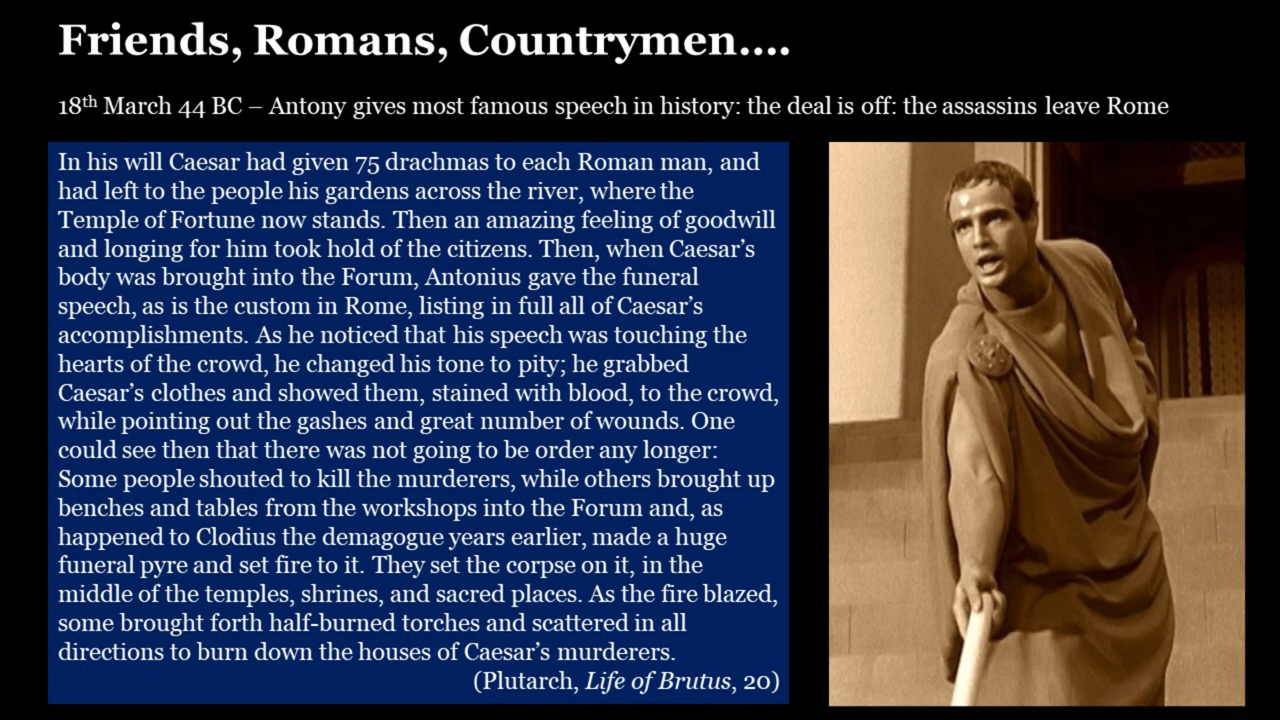 Friends, Romans, Countrymen....
18th March 44 BC – Antony gives most famous speech in history: the deal is off: the assassins leave Rome
In his will Caesar had given 75 drachmas to each Roman man, and
had left to the people his gardens across the river, where the
Temple of Fortune now stands. Then an amazing feeling of goodwill
and longing for him took hold of the citizens. Then, when Caesar’s
body was brought into the Forum, Antonius gave the funeral
speech, as is the custom in Rome, listing in full all of Caesar’s
accomplishments. As he noticed that his speech was touching the
hearts of the crowd, he changed his tone to pity; he grabbed
Caesar’s clothes and showed them, stained with blood, to the crowd,
while pointing out the gashes and great number of wounds. One
could see then that there was not going to be order any longer:
Some people shouted to kill the murderers, while others brought up
benches and tables from the workshops into the Forum and, as
happened to Clodius the demagogue years earlier, made a huge
funeral pyre and set fire to it. They set the corpse on it, in the
middle of the temples, shrines, and sacred places. As the fire blazed,
some brought forth half-burned torches and scattered in all
directions to burn down the houses of Caesar’s murderers.
(Plutarch, Life of Brutus, 20)